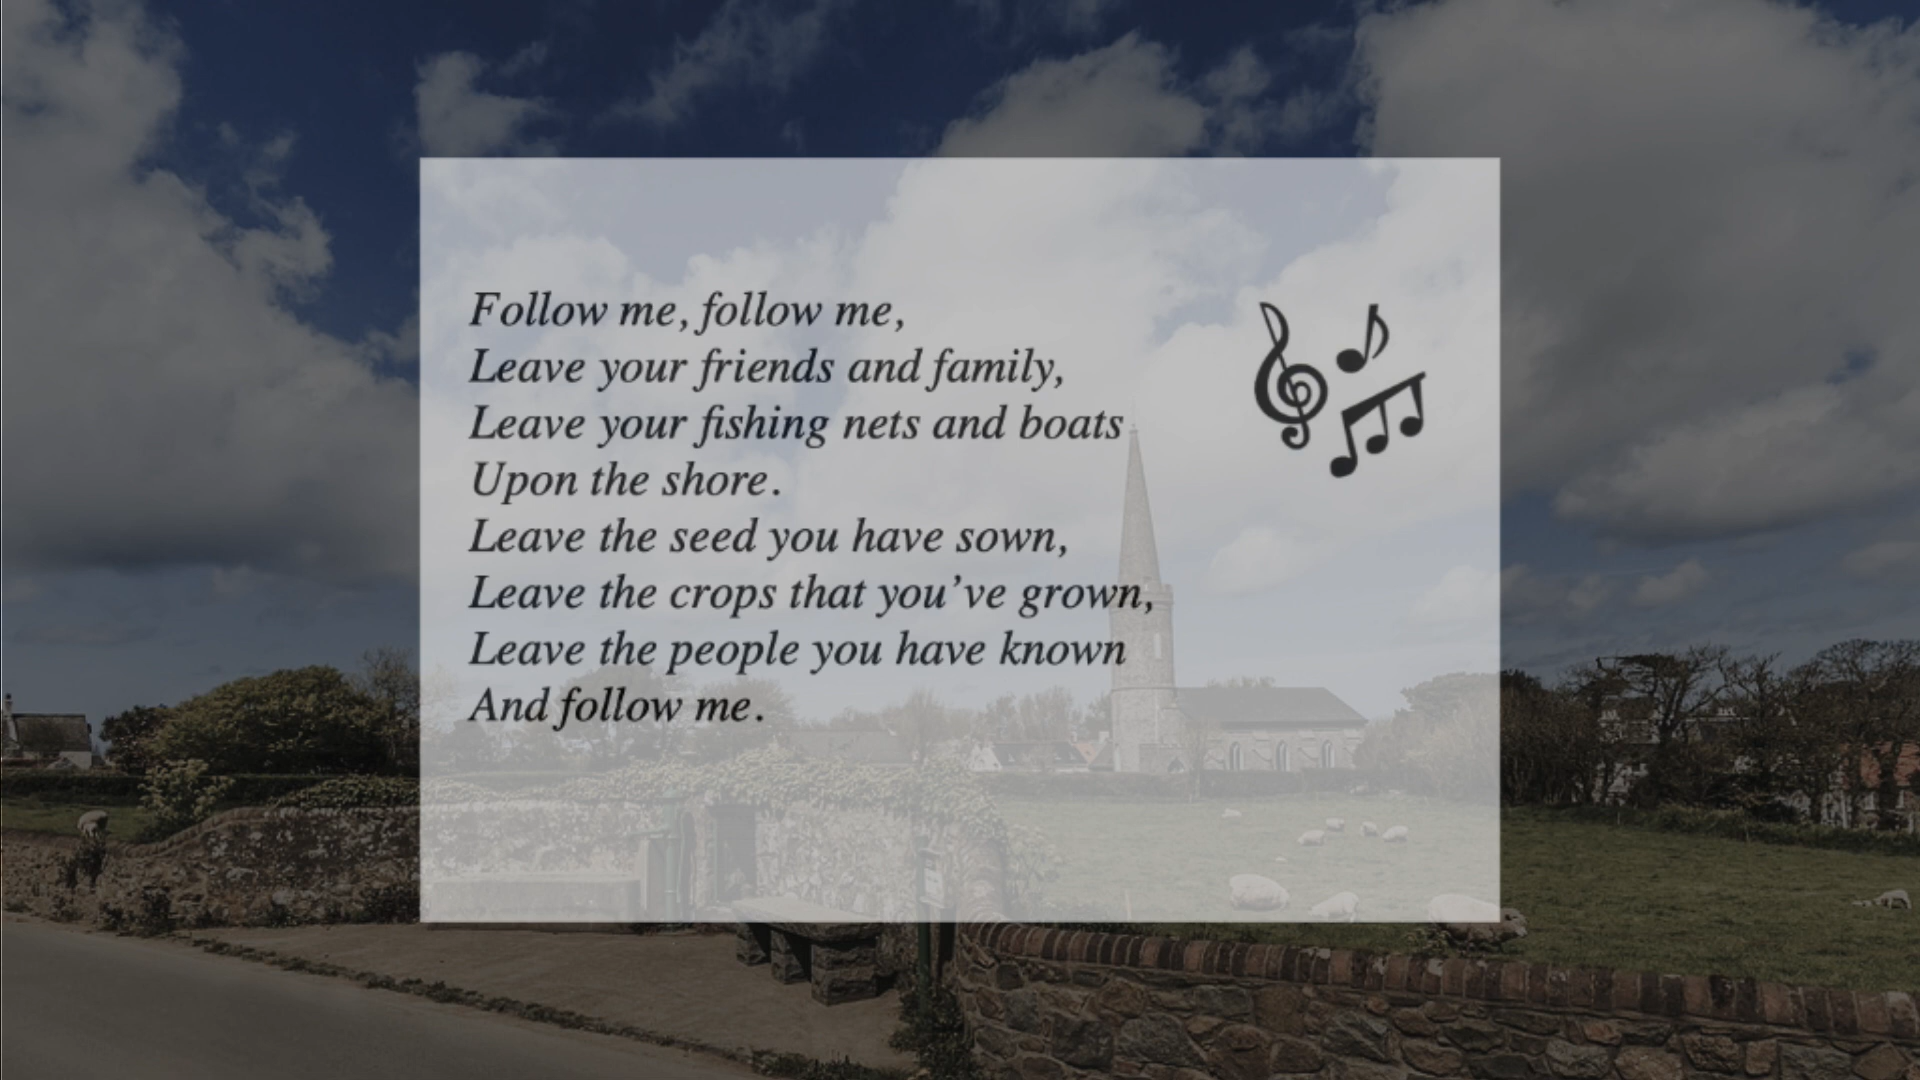 Follow me, follow me,
Leave your friends and family,
Leave your fishing nets and boats
Upon the shore.
Leave the seed you have sown,
Leave the crops that you’ve grown,
Leave the people you have known
And follow me.